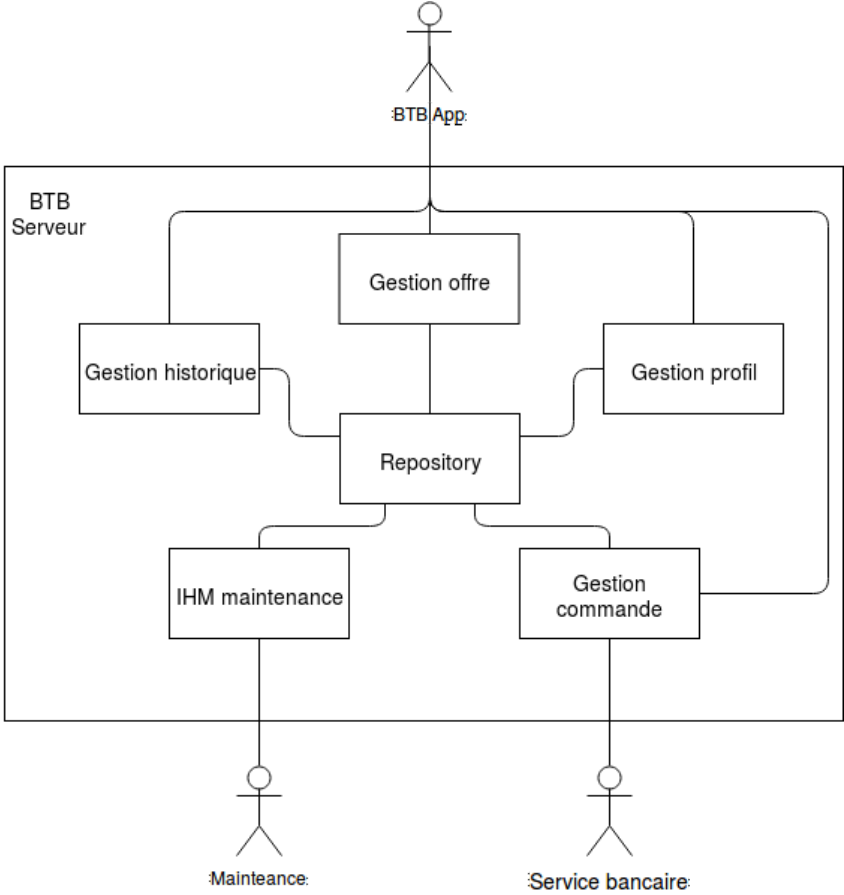 :BTB App:
BTB
Serveur
Gestion offre
Gestion historique
Gestion profil
Repository
IHM maintenance
Gestion
commande
:Mainteance:
:Service bancaire: